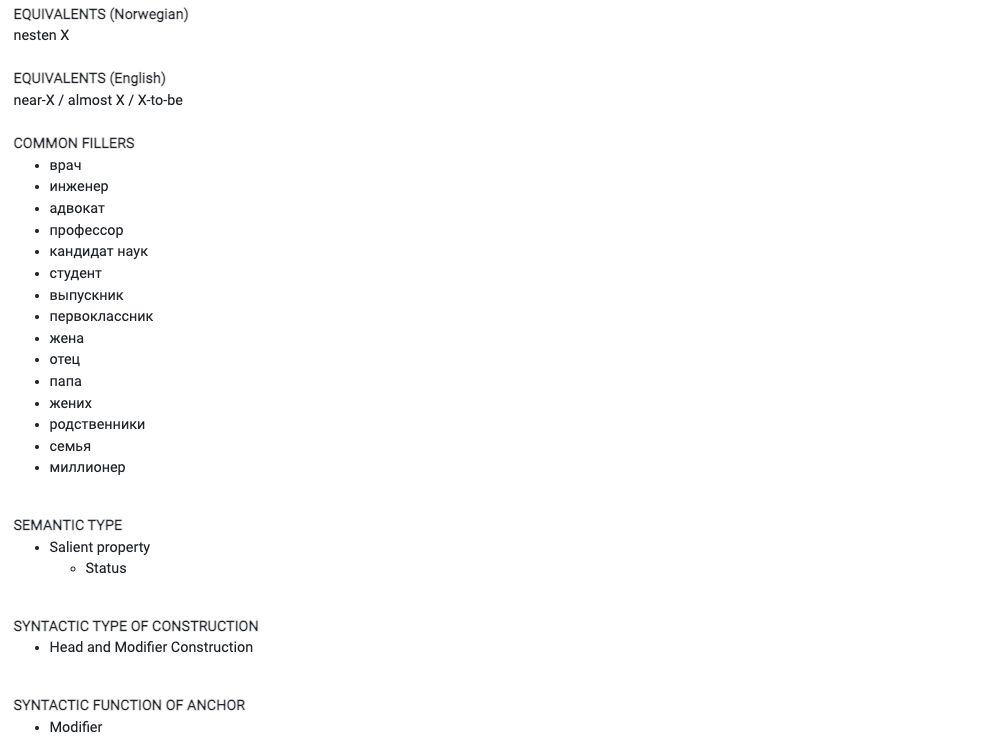 EQUIVALENTS (Norwegian)
nesten X
EQUIVALENTS (English)
near-X / almost X / X-to-be
COMMON FILLERS
врач
инженер
адвокат
профессор
кандидат наук
студент
выпускник
первоклассник
жена
отец
папа
жених
родственники
семья
миллионер
SEMANTIC TYPE
Salient property
Status
SYNTACTIC TYPE OF CONSTRUCTION
Head and Modifier Construction
SYNTACTIC FUNCTION OF ANCHOR
Modifier